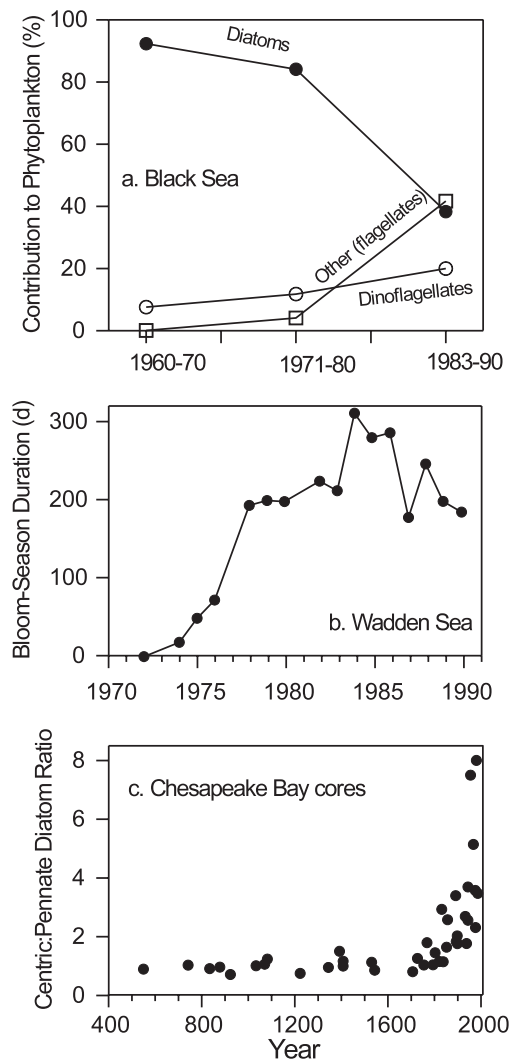 Contribution to Phytoplankton (%)
100
80
60
40
20
0
Diatoms
a. Black Sea
Other (flagellates)
Dinoflagellates
1960-70
1971-80
1983-90
Bloom-Season Duration (d)
300
200
100
0
b. Wadden Sea
1970
1975
1980
1985
1990
Centric:Pennate Diatom Ratio
8
6
4
2
0
c. Chesapeake Bay cores
400
800
1200
1600
2000
Year